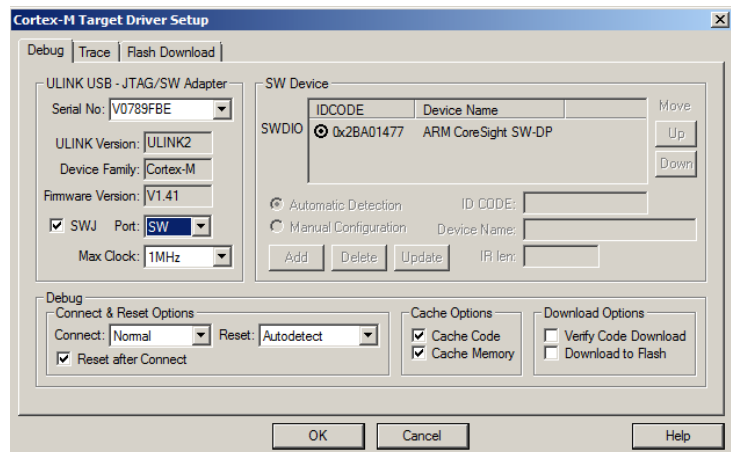 Cortex-M Target Driver Setup
Debug Trace Flash Download
ULINK USB - JTAG/SW Adapter
Serial No: V0789FBE
ULINK Version: ULINK2
Device Family: Cortex-M
Firmware Version: V1.41
SWJ Port: SW
Max Clock: 1MHz
SW Device
IDCODE Device Name
SWDIO 0x2BA01477 ARM CoreSight SW-DP
Move
Up
Down
Automatic Detection ID CODE:
Manual Configuration Device Name:
Add Delete Update IR len:
Debug
Connect & Reset Options
Connect: Normal Reset: Autodetect
Reset after Connect
Cache Options
Cache Code
Cache Memory
Download Options
Verify Code Download
Download to Flash
OK Cancel Help